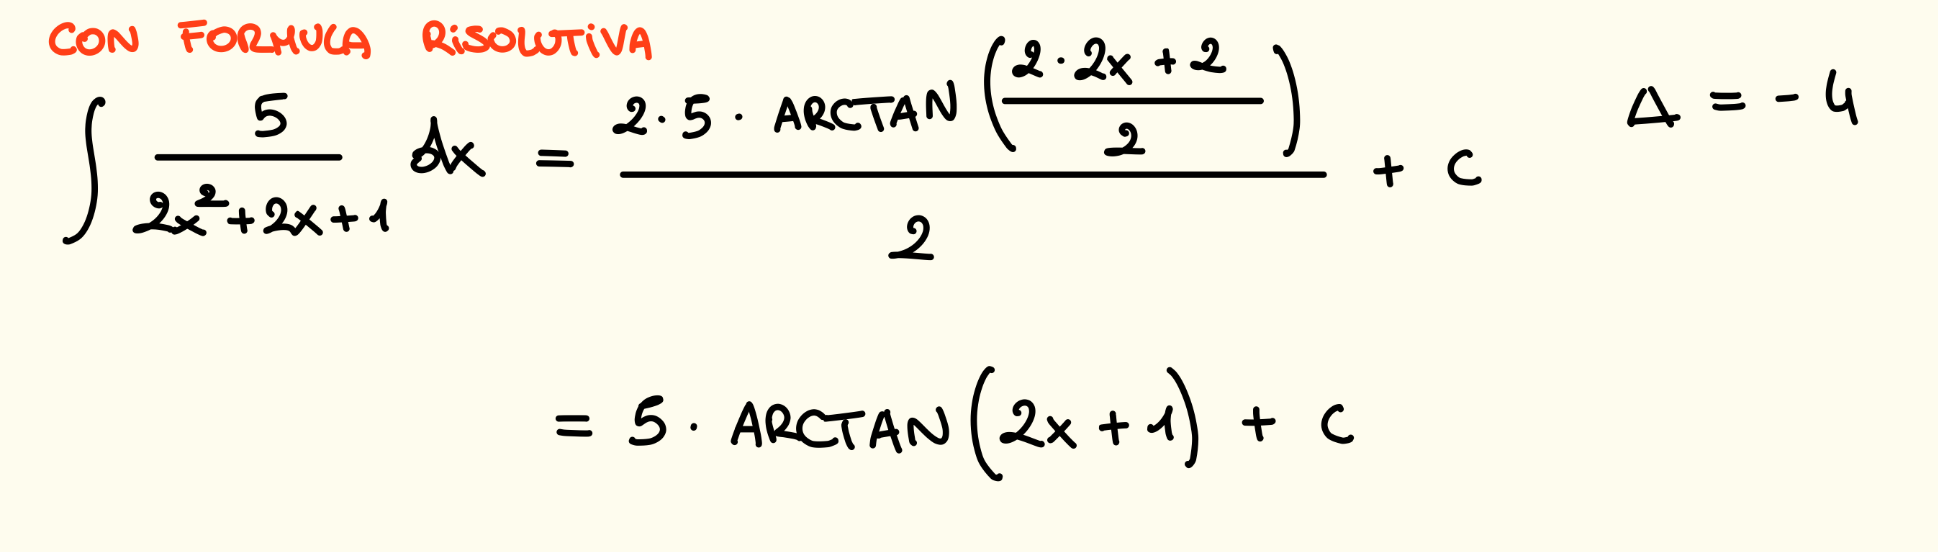 CON FORMULA RISOLUTIVA
∫ 5/(2x²+2x+1) dx = (2·5·ARCTAN((2·2x+2)/2))/2 + c    Δ = -4
= 5·ARCTAN(2x+1) + c